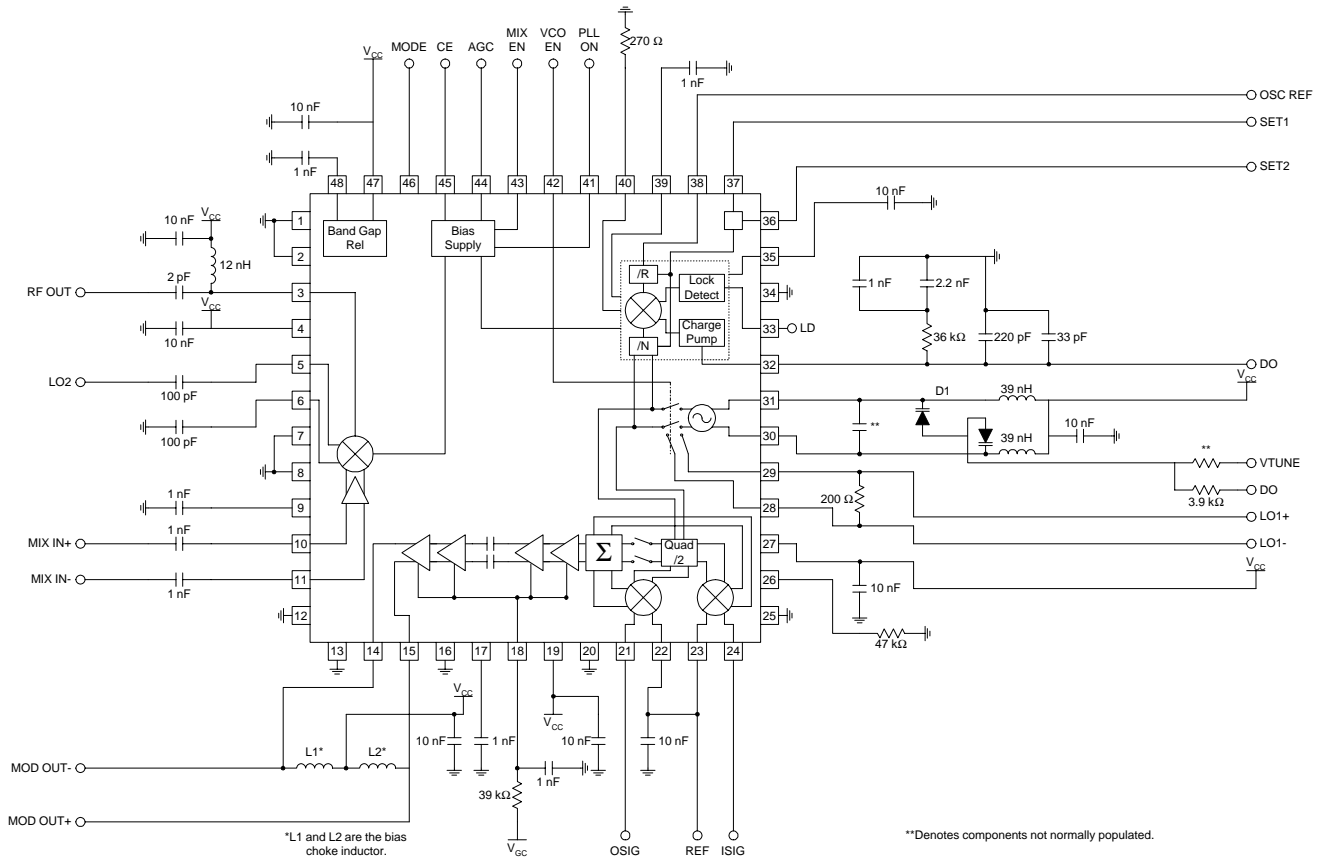 270 Ω
MODE CE AGC MIX EN VCO EN PLL ON
V_CC
1 nF
OSC REF
10 nF
SET1
1 nF
SET2
48 47 46 45 44 43 42 41 40 39 38 37
10 nF
V_CC
10 nF
1 Band Gap Rel Bias Supply 36
12 nH
2 35
2 pF
/R Lock Detect
1 nF 2.2 nF
RF OUT 3 34
V_CC
10 nF
4 Charge Pump 33 LD
/N
36 kΩ 220 pF 33 pF
5 32 DO
LO2
100 pF
V_CC
6 31 D1 39 nH
100 pF
7 30 ** 39 nH 10 nF
**
8 29 VTUNE
1 nF
9 28 200 Ω 3.9 kΩ DO
LO1+
1 nF
MIX IN+ 10 Σ Quad /2 27 LO1-
V_CC
MIX IN- 11 26 10 nF
1 nF
12 25
47 kΩ
13 14 15 16 17 18 19 20 21 22 23 24
V_CC
V_CC
10 nF 1 nF 10 nF 10 nF
L1* L2*
MOD OUT-
1 nF
39 kΩ
MOD OUT+
*L1 and L2 are the bias
choke inductor.
V_GC
OSIG REF ISIG
**Denotes components not normally populated.